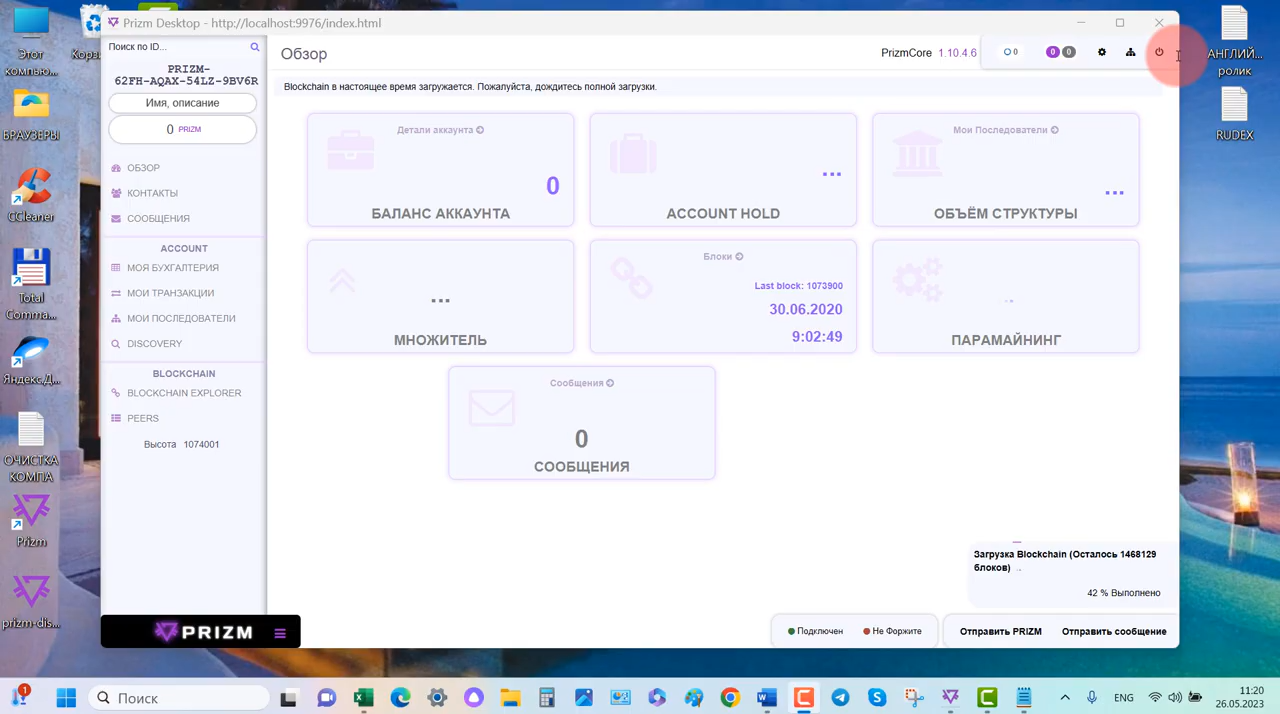 Этот
компью...
Корз
БРАУЗЕРЫ
CCleaner
Total
Comma...
Яндекс.Д...
ОЧИСТКА
КОМПА
Prizm
prizm-dis...
Prizm Desktop - http://localhost:9976/index.html
Поиск по ID...
PRIZM-
62FH-AQAX-54LZ-9BV6R
Имя, описание
0 PRIZM
ОБЗОР
КОНТАКТЫ
СООБЩЕНИЯ
ACCOUNT
МОЯ БУХГАЛТЕРИЯ
МОИ ТРАНЗАКЦИИ
МОИ ПОСЛЕДОВАТЕЛИ
DISCOVERY
BLOCKCHAIN
BLOCKCHAIN EXPLORER
PEERS
Высота 1074001
PRIZM
Обзор
PrizmCore 1.10.4.6
0
0 0
Blockchain в настоящее время загружается. Пожалуйста, дождитесь полной загрузки.
Детали аккаунта
0
БАЛАНС АККАУНТА
...
ACCOUNT HOLD
Мои Последователи
...
ОБЪЁМ СТРУКТУРЫ
...
МНОЖИТЕЛЬ
Блоки
Last block: 1073900
30.06.2020
9:02:49
ПАРАМАЙНИНГ
Сообщения
0
СООБЩЕНИЯ
Загрузка Blockchain (Осталось 1468129
блоков) ..
42 % Выполнено
Подключен
Не Форжите
Отправить PRIZM
Отправить сообщение
АНГЛИЙ...
ролик
RUDEX
1
Поиск
ENG
11:20
26.05.2023